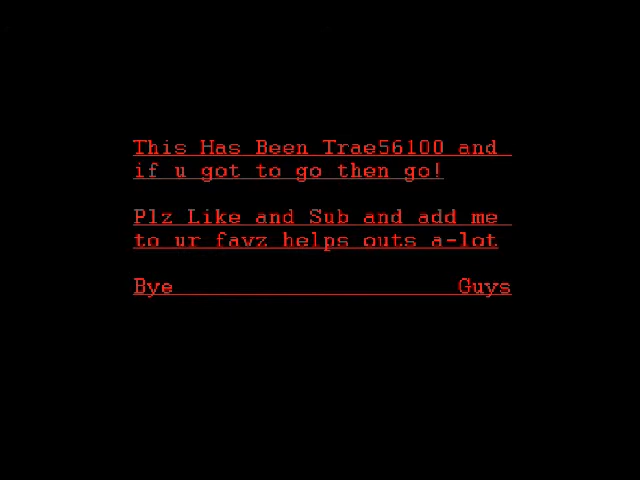 This Has Been Trae56100 and
if u got to go then go!
Plz Like and Sub and add me
to ur favz helps outs a-lot
Bye Guys